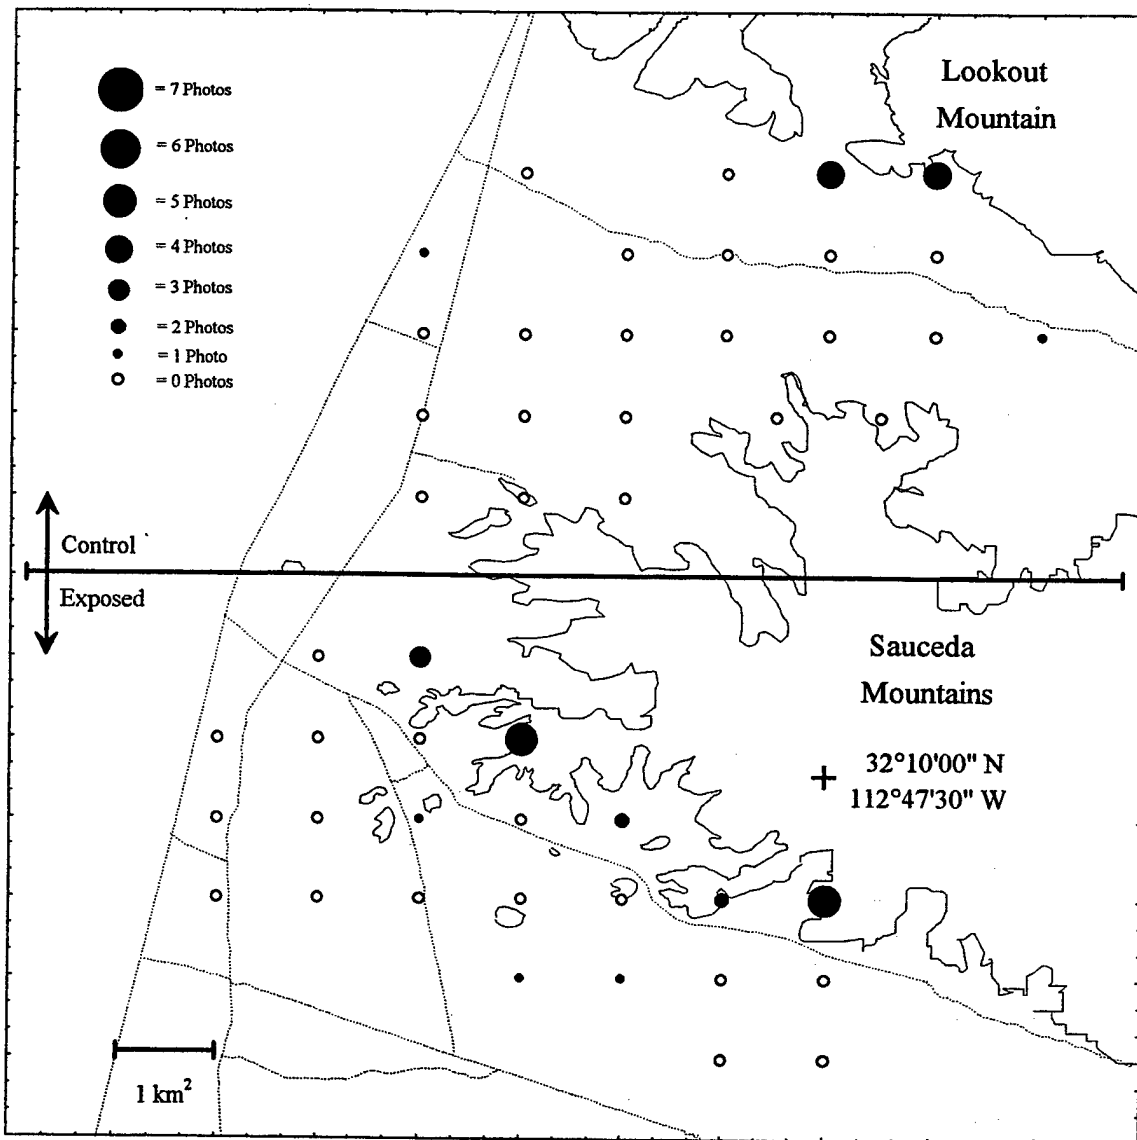 = 7 Photos
= 6 Photos
= 5 Photos
= 4 Photos
= 3 Photos
= 2 Photos
= 1 Photo
= 0 Photos
Lookout
Mountain
Control
Exposed
Sauceda
Mountains
32°10'00" N
112°47'30" W
1 km²